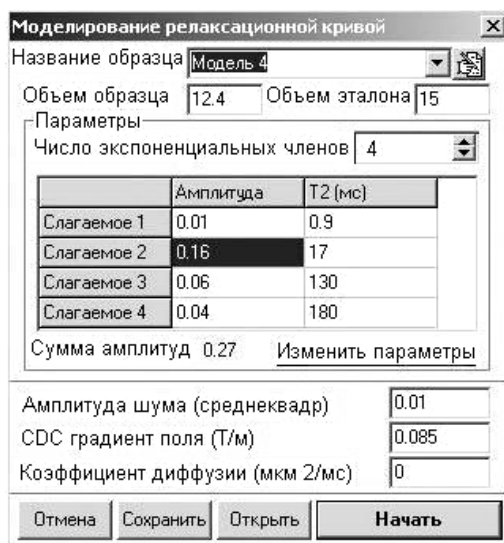 Моделирование релаксационной кривой
Название образца Модель 4
Объем образца 12.4 Объем эталона 15
Параметры
Число экспоненциальных членов 4
Амплитуда T2 (мс)
Слагаемое 1 0.01 0.9
Слагаемое 2 0.16 17
Слагаемое 3 0.06 130
Слагаемое 4 0.04 180
Сумма амплитуд 0.27 Изменить параметры
Амплитуда шума (среднеквадр) 0.01
CDC градиент поля (Т/м) 0.085
Коэффициент диффузии (мкм 2/мс) 0
Отмена Сохранить Открыть Начать